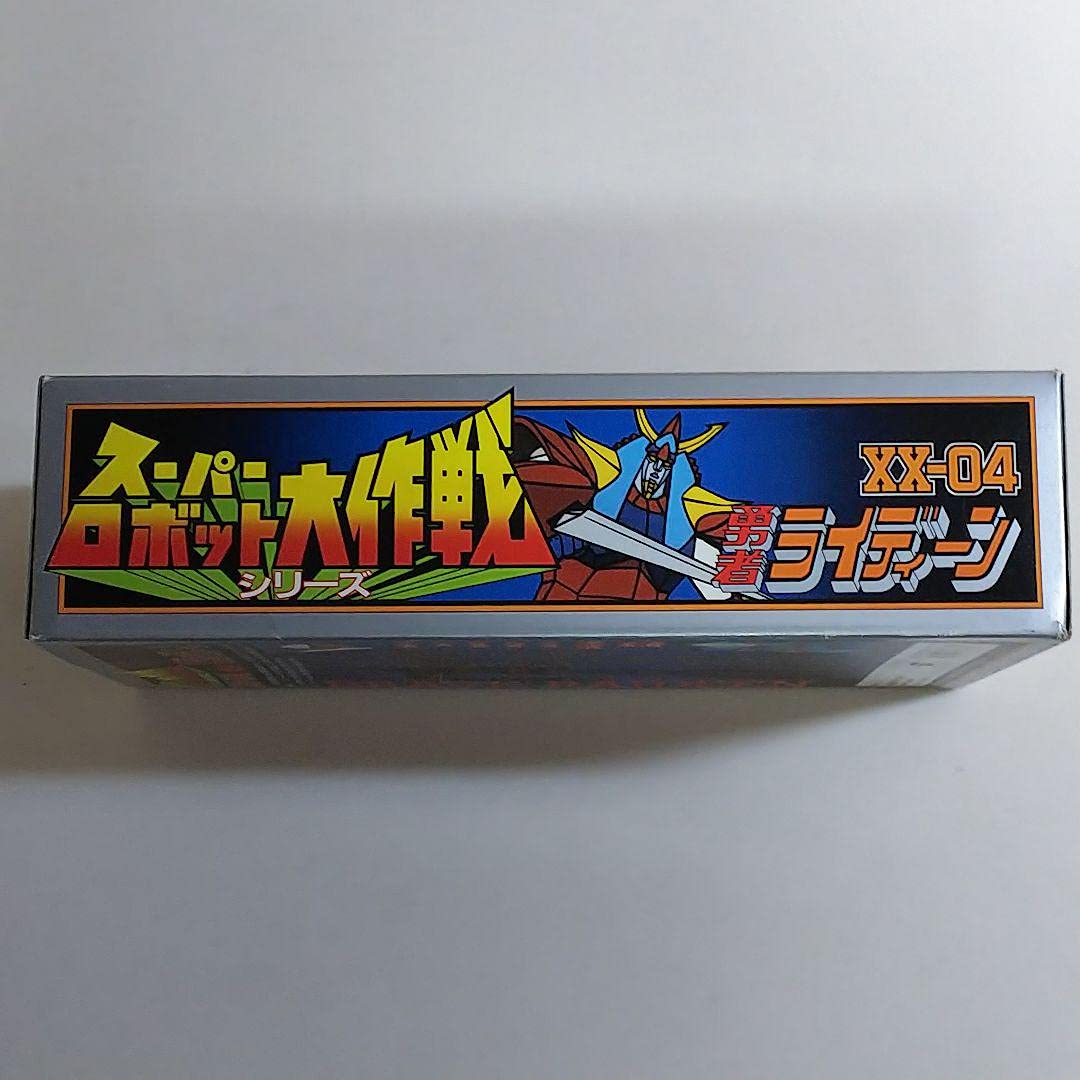 スーパー
ロボット大作戦
シリーズ
XX-04
勇者
ライディーン